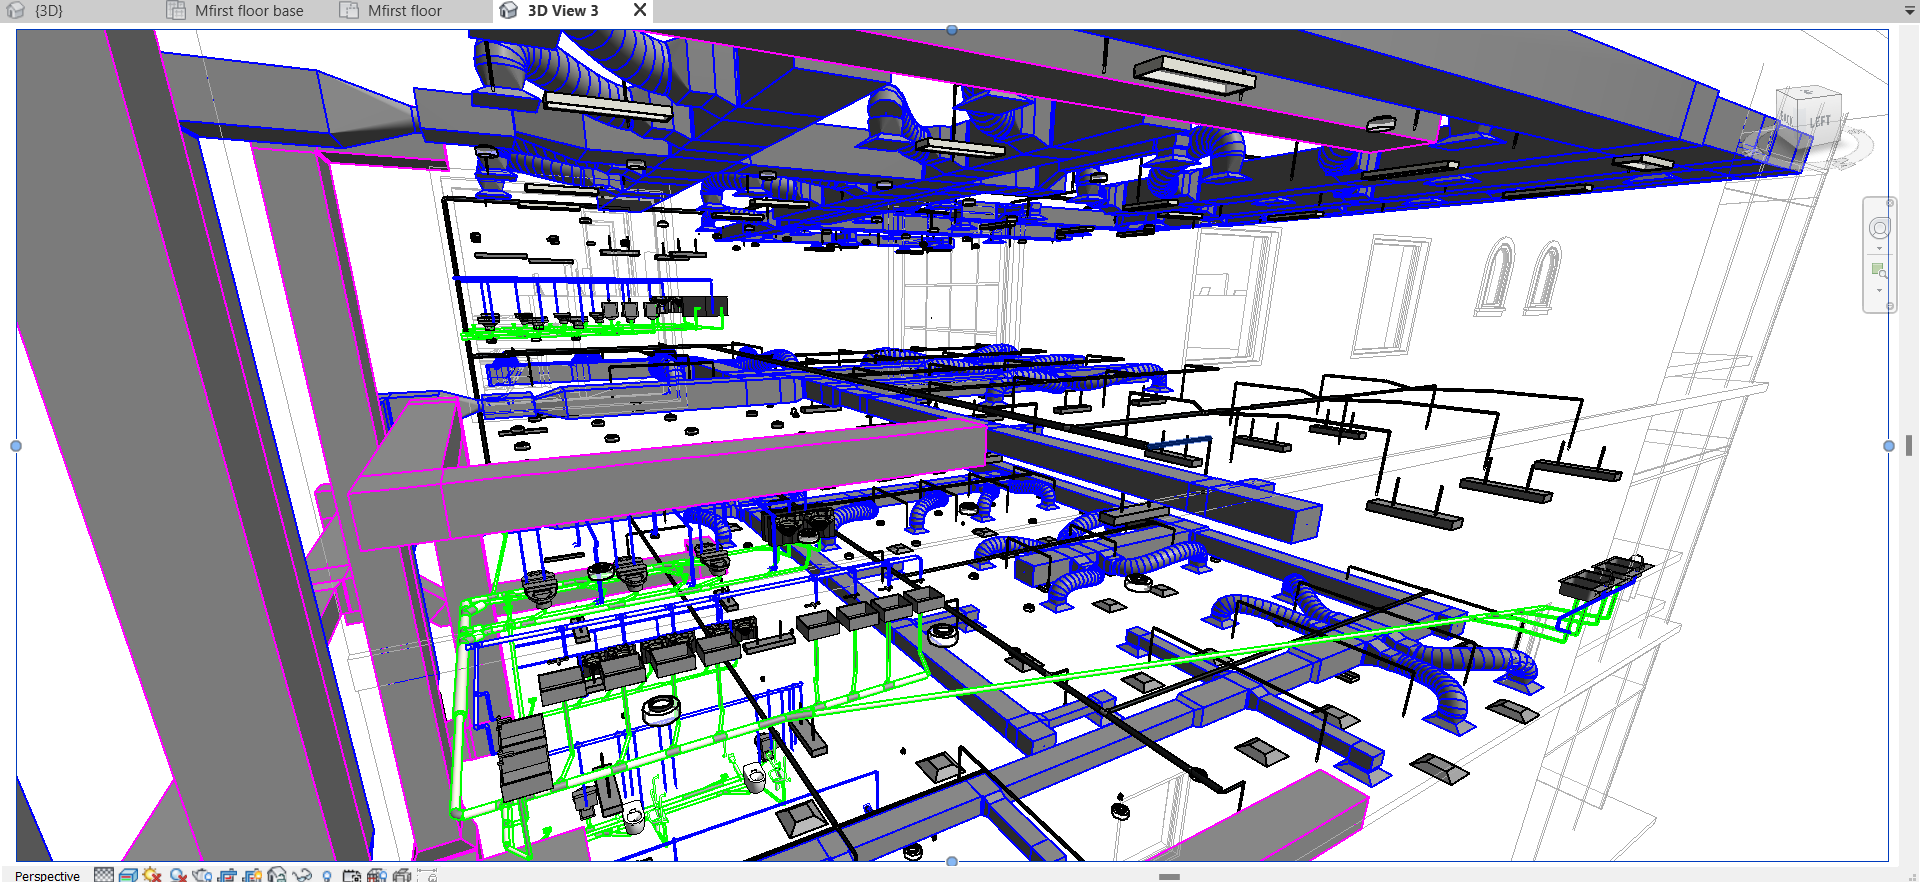 {3D}
Mfirst floor base
Mfirst floor
3D View 3
LEFT
Perspective